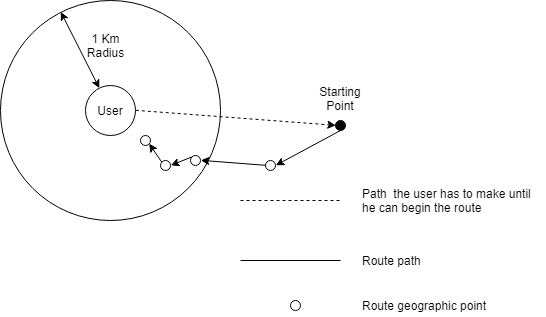 1 Km
Radius
User
Starting
Point
Path the user has to make until
he can begin the route
Route path
Route geographic point